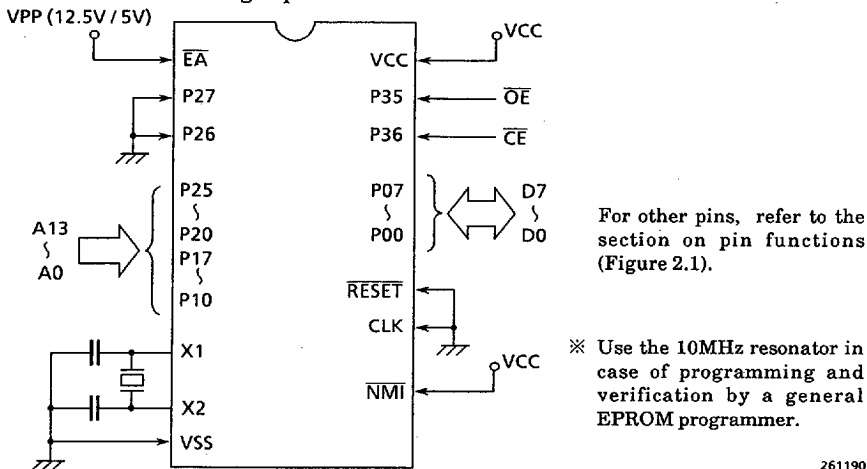 VPP (12.5V / 5V)
VCC
EA
VCC
P27
P35
OE
P26
P36
CE
P25
P07
D7
A13
P20
P00
D0
A0
P17
P10
RESET
CLK
X1
NMI
VCC
X2
VSS
For other pins, refer to the
section on pin functions
(Figure 2.1).
※ Use the 10MHz resonator in
case of programming and
verification by a general
EPROM programmer.
261190